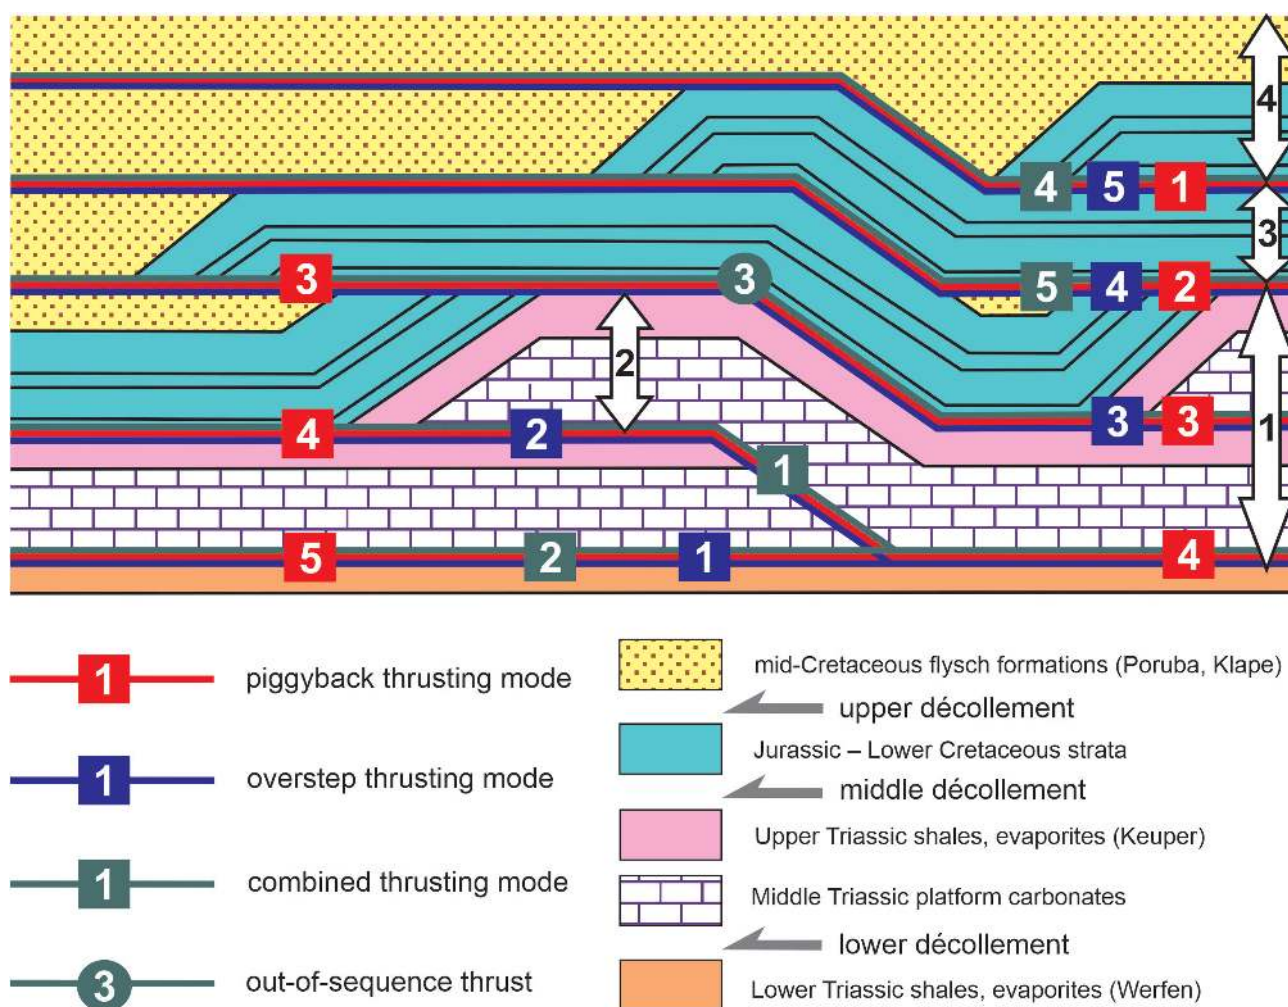 4
4 5 1
3
3 3 5 4 2
2
4 2 3 3
1
1
5 2 1 4
1 piggyback thrusting mode
1 overstep thrusting mode
1 combined thrusting mode
3 out-of-sequence thrust
mid-Cretaceous flysch formations (Poruba, Klape)
upper décollement
Jurassic – Lower Cretaceous strata
middle décollement
Upper Triassic shales, evaporites (Keuper)
Middle Triassic platform carbonates
lower décollement
Lower Triassic shales, evaporites (Werfen)